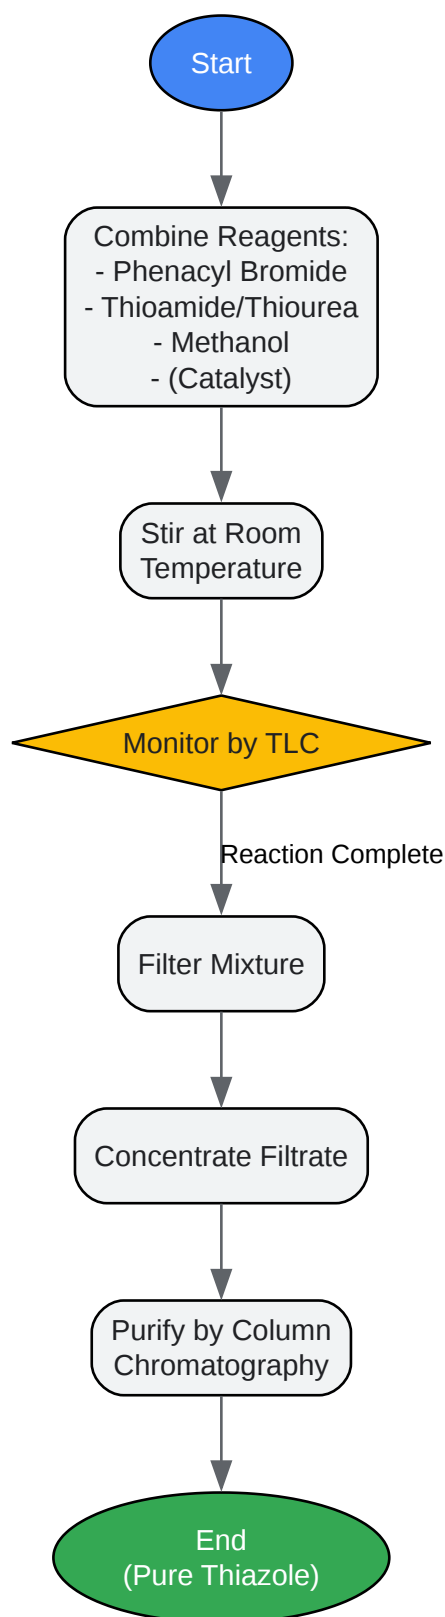 Start
Combine Reagents:
- Phenacyl Bromide
- Thioamide/Thiourea
- Methanol
- (Catalyst)
Stir at Room
Temperature
Monitor by TLC
Reaction Complete
Filter Mixture
Concentrate Filtrate
Purify by Column
Chromatography
End
(Pure Thiazole)